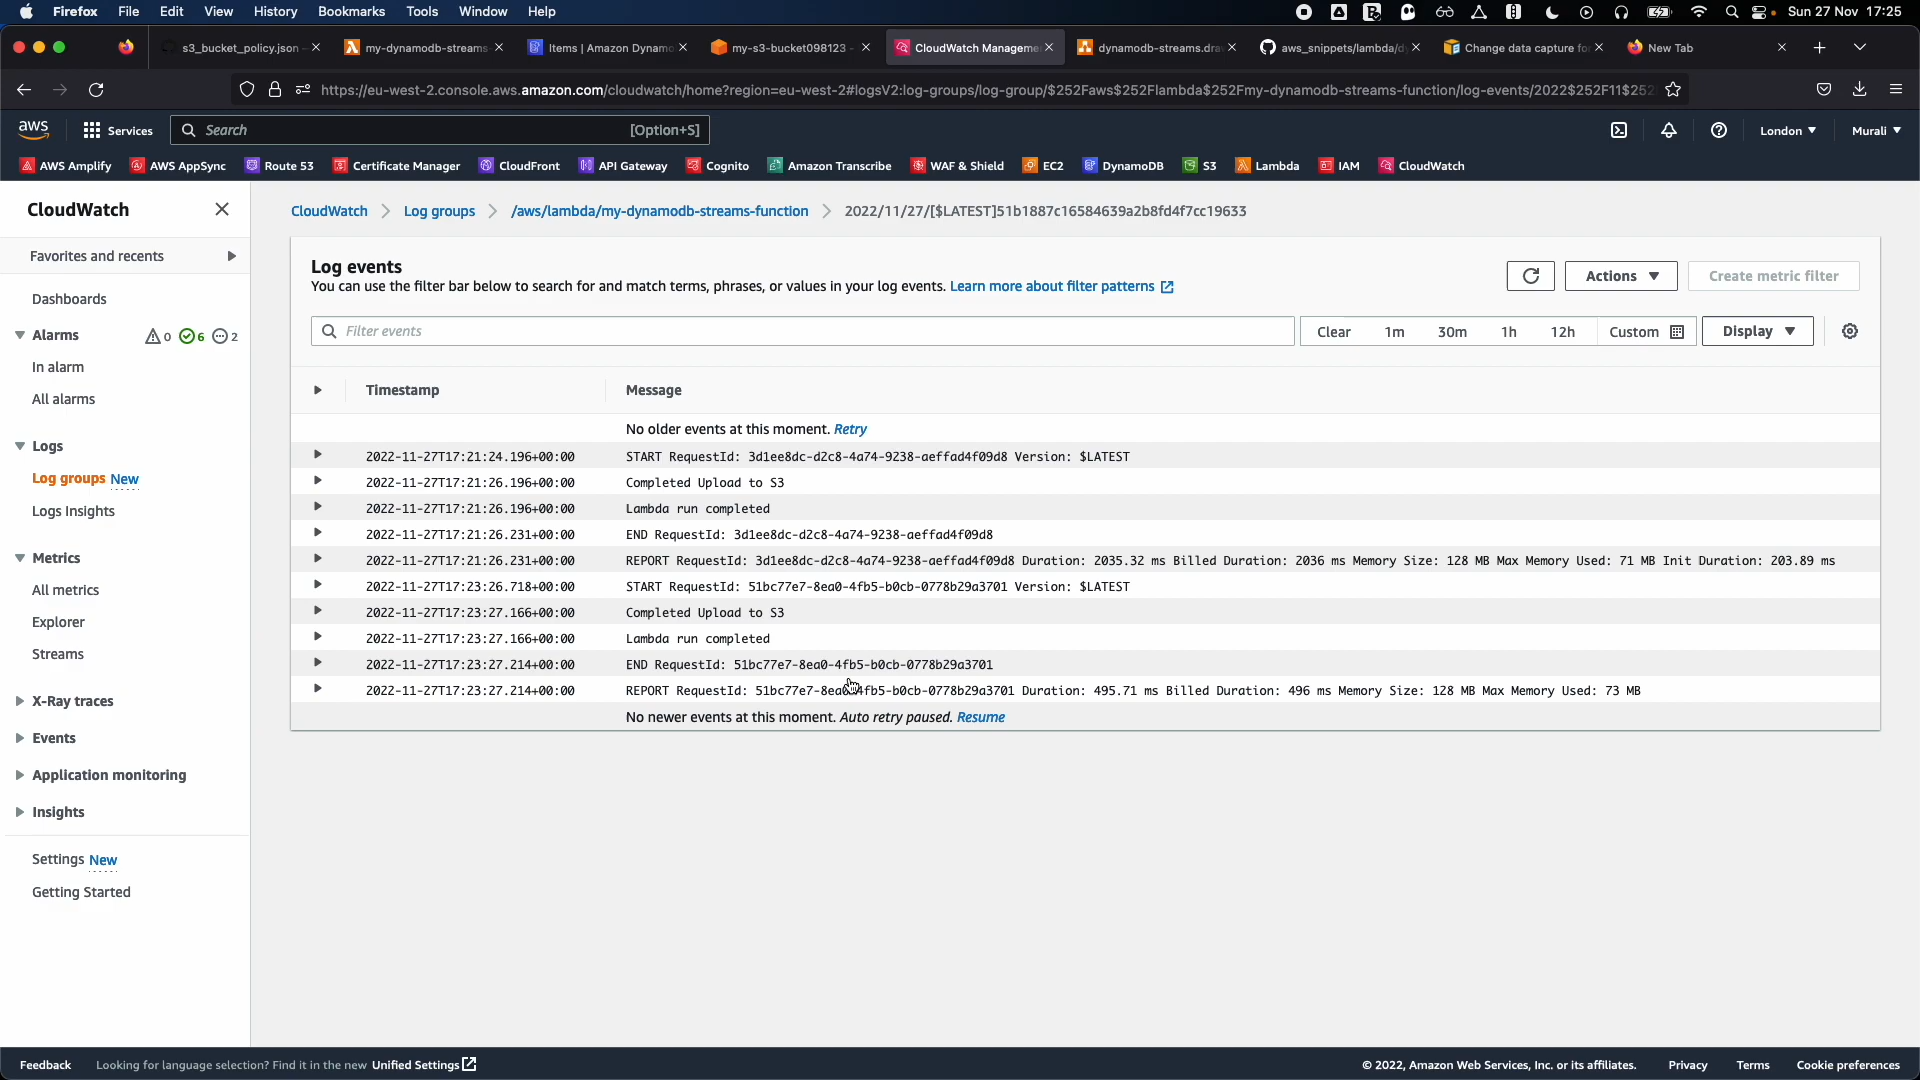 Firefox File Edit View History Bookmarks Tools Window Help Sun 27 Nov 17:25
s3_bucket_policy.json - my-dynamodb-streams- Items | Amazon Dynamo my-s3-bucket098123 - CloudWatch Manageme dynamodb-streams.dra aws_snippets/lambda/d Change data capture fo New Tab
https://eu-west-2.console.aws.amazon.com/cloudwatch/home?region=eu-west-2#logsV2:log-groups/log-group/$252Faws$252Flambda$252Fmy-dynamodb-streams-function/log-events/2022$252F11$252
aws Services Search [Option+S] London Murali
AWS Amplify AWS AppSync Route 53 Certificate Manager CloudFront API Gateway Cognito Amazon Transcribe WAF & Shield EC2 DynamoDB S3 Lambda IAM CloudWatch
CloudWatch
Favorites and recents
Dashboards
Alarms 0 6 2
In alarm
All alarms
Logs
Log groups New
Logs Insights
Metrics
All metrics
Explorer
Streams
X-Ray traces
Events
Application monitoring
Insights
Settings New
Getting Started
CloudWatch Log groups /aws/lambda/my-dynamodb-streams-function 2022/11/27/[$LATEST]51b1887c16584639a2b8fd4f7cc19633
Log events
You can use the filter bar below to search for and match terms, phrases, or values in your log events. Learn more about filter patterns
Actions Create metric filter
Filter events Clear 1m 30m 1h 12h Custom Display
Timestamp Message
No older events at this moment. Retry
2022-11-27T17:21:24.196+00:00 START RequestId: 3d1ee8dc-d2c8-4a74-9238-aeffad4f09d8 Version: $LATEST
2022-11-27T17:21:26.196+00:00 Completed Upload to S3
2022-11-27T17:21:26.196+00:00 Lambda run completed
2022-11-27T17:21:26.231+00:00 END RequestId: 3d1ee8dc-d2c8-4a74-9238-aeffad4f09d8
2022-11-27T17:21:26.231+00:00 REPORT RequestId: 3d1ee8dc-d2c8-4a74-9238-aeffad4f09d8 Duration: 2035.32 ms Billed Duration: 2036 ms Memory Size: 128 MB Max Memory Used: 71 MB Init Duration: 203.89 ms
2022-11-27T17:23:26.718+00:00 START RequestId: 51bc77e7-8ea0-4fb5-b0cb-0778b29a3701 Version: $LATEST
2022-11-27T17:23:27.166+00:00 Completed Upload to S3
2022-11-27T17:23:27.166+00:00 Lambda run completed
2022-11-27T17:23:27.214+00:00 END RequestId: 51bc77e7-8ea0-4fb5-b0cb-0778b29a3701
2022-11-27T17:23:27.214+00:00 REPORT RequestId: 51bc77e7-8ea0-4fb5-b0cb-0778b29a3701 Duration: 495.71 ms Billed Duration: 496 ms Memory Size: 128 MB Max Memory Used: 73 MB
No newer events at this moment. Auto retry paused. Resume
Feedback Looking for language selection? Find it in the new Unified Settings © 2022, Amazon Web Services, Inc. or its affiliates. Privacy Terms Cookie preferences